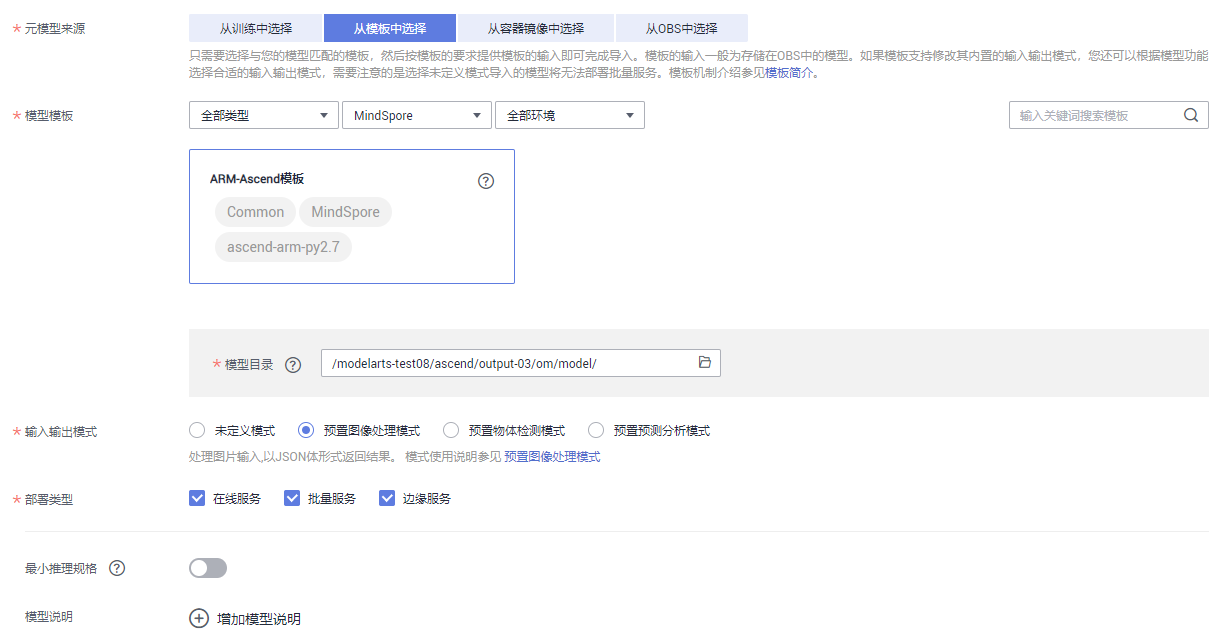 * 元模型来源 从训练中选择 从模板中选择 从容器镜像中选择 从OBS中选择
只需要选择与您的模型匹配的模板，然后按模板的要求提供模板的输入即可完成导入。模板的输入一般为存储在OBS中的模型。如果模板支持修改其内置的输入输出模式，您还可以根据模型功能
选择合适的输入输出模式，需要注意的是选择未定义模式导入的模型将无法部署批量服务。模板机制介绍参见模板简介。
* 模型模板 全部类型 MindSpore 全部环境 输入关键词搜索模板
ARM-Ascend模板
Common MindSpore
ascend-arm-py2.7
* 模型目录 /modelarts-test08/ascend/output-03/om/model/
* 输入输出模式 未定义模式 预置图像处理模式 预置物体检测模式 预置预测分析模式
处理图片输入,以JSON体形式返回结果。 模式使用说明参见 预置图像处理模式
* 部署类型 在线服务 批量服务 边缘服务
最小推理规格
模型说明 增加模型说明